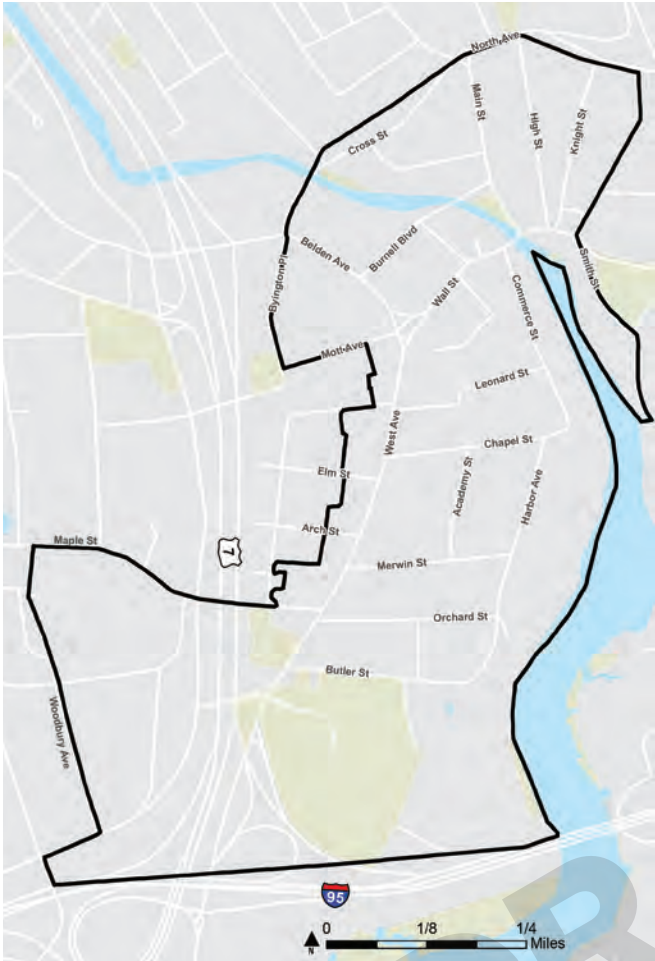 North Ave
Main St
High St
Knight St
Cross St
Belden Ave
Burnell Blvd
Byington Pl
Smith St
Wall St
Commerce St
Mott Ave
Leonard St
West Ave
Chapel St
Elm St
Academy St
Harbor Ave
Arch St
Maple St
7
Merwin St
Orchard St
Butler St
Woodbury Ave
95
0 1/8 1/4
Miles
N